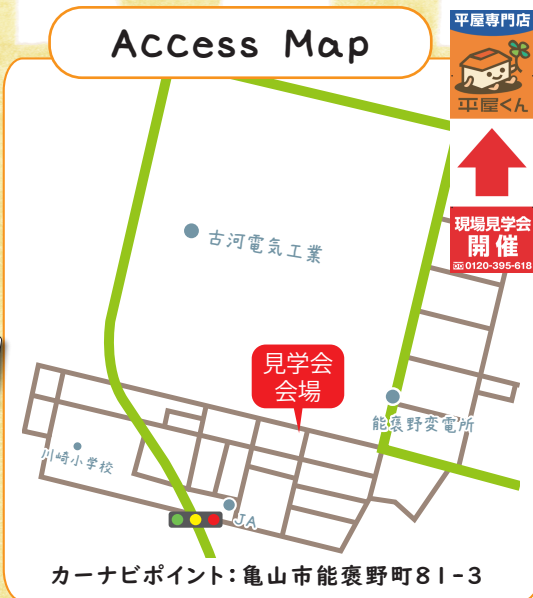 Access Map
平屋専門店
平屋くん
現場見学会
開催
0120-395-618
古河電気工業
見学会
会場
能褒野変電所
川崎小学校
JA
カーナビポイント:亀山市能褒野町81-3